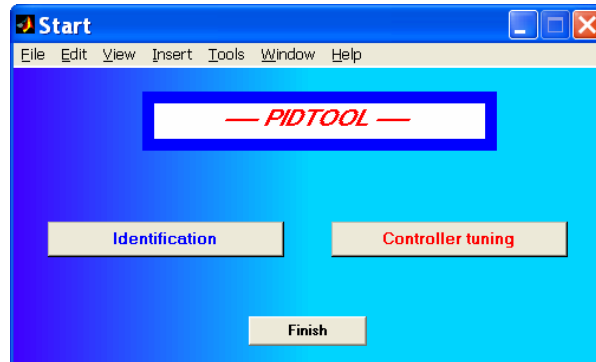 Start
File Edit View Insert Tools Window Help
— PIDTOOL —
Identification Controller tuning
Finish